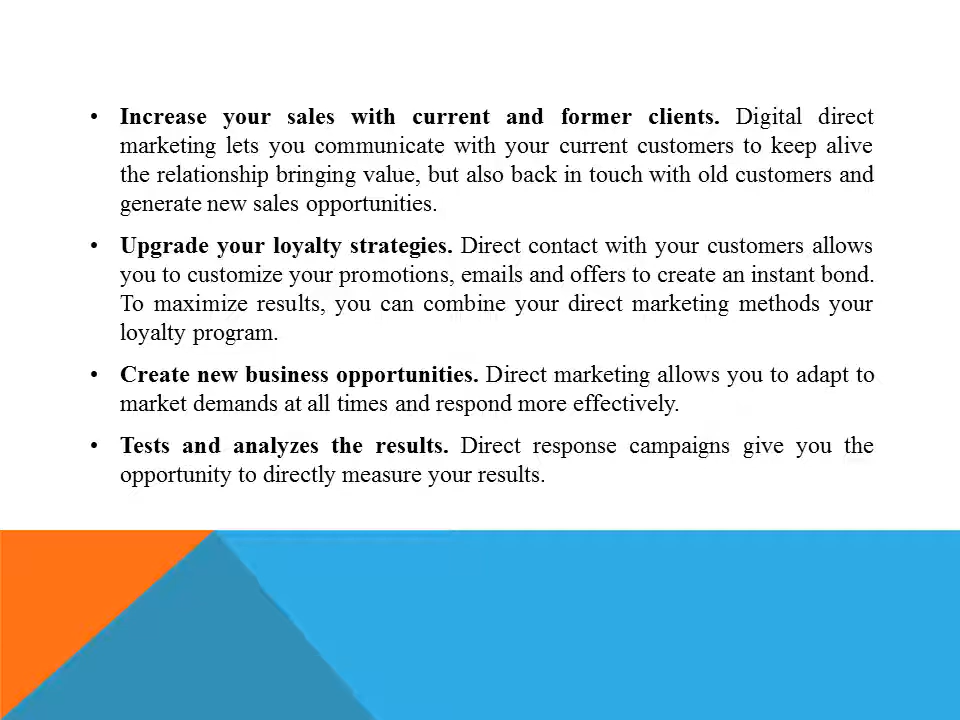 • Increase your sales with current and former clients. Digital direct
marketing lets you communicate with your current customers to keep alive
the relationship bringing value, but also back in touch with old customers and
generate new sales opportunities.
• Upgrade your loyalty strategies. Direct contact with your customers allows
you to customize your promotions, emails and offers to create an instant bond.
To maximize results, you can combine your direct marketing methods your
loyalty program.
• Create new business opportunities. Direct marketing allows you to adapt to
market demands at all times and respond more effectively.
• Tests and analyzes the results. Direct response campaigns give you the
opportunity to directly measure your results.